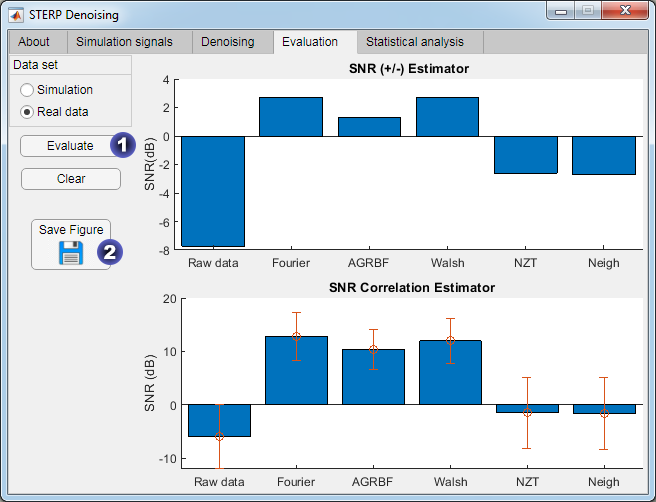 STERP Denoising
About Simulation signals Denoising Evaluation Statistical analysis
Data set
Simulation
Real data
Evaluate 1
Clear
Save Figure
2
SNR (+/-) Estimator
SNR(dB)
4
2
0
-2
-4
-6
-8
Raw data Fourier AGRBF Walsh NZT Neigh
SNR Correlation Estimator
SNR (dB)
20
10
0
-10
Raw data Fourier AGRBF Walsh NZT Neigh